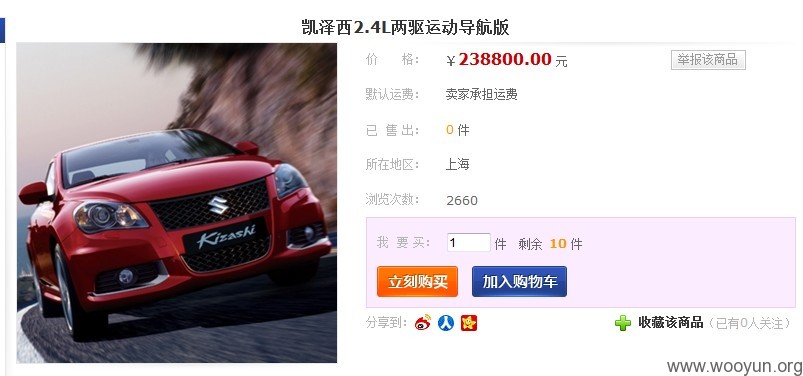 凯泽西2.4L两驱运动导航版
价 格： ￥238800.00 元 举报该商品
默认运费： 卖家承担运费
已 售 出： 0 件
所在地区： 上海
浏览次数： 2660
我 要 买： 1 件 剩余 10 件
立刻购买 加入购物车
分享到： 收藏该商品（已有0人关注）
Kizashi
www.wooyun.org